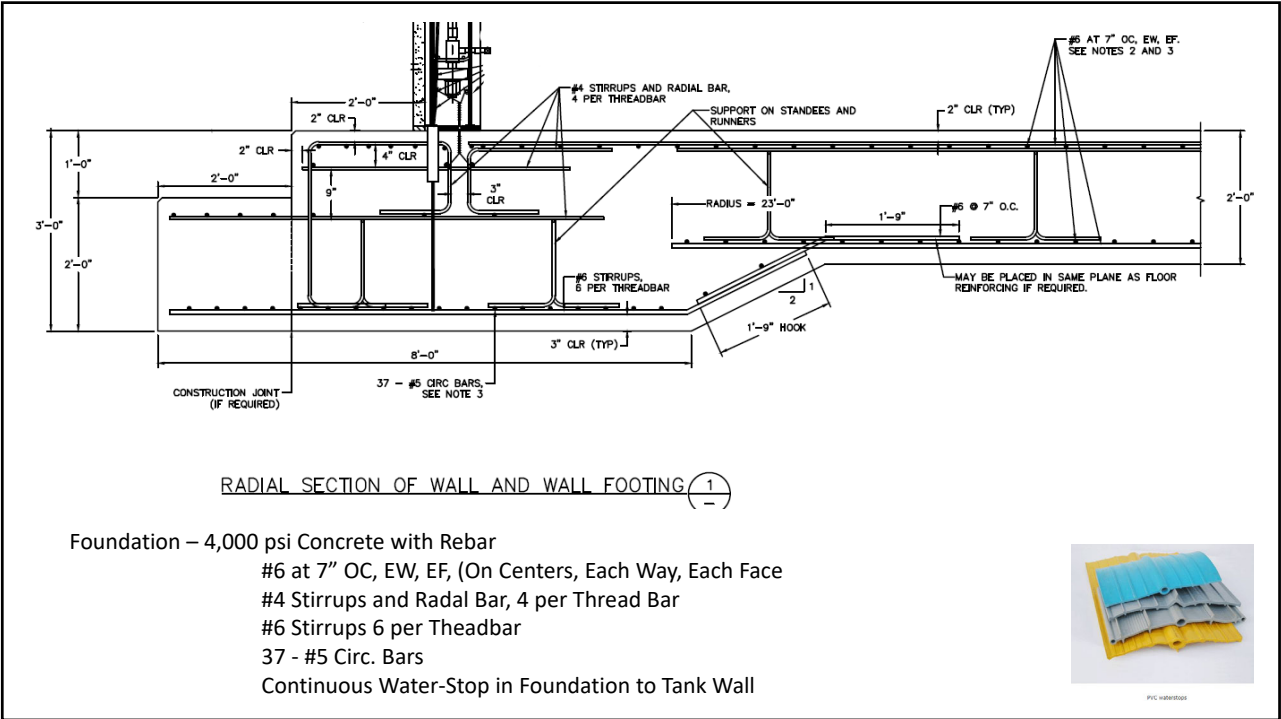 #6 AT 7" OC, EW, EF.
SEE NOTES 2 AND 3
#4 STIRRUPS AND RADIAL BAR,
4 PER THREADBAR
SUPPORT ON STANDEES AND
RUNNERS
2" CLR (TYP)
2'-0"
2" CLR
2" CLR
4" CLR
1'-0"
2'-0"
9"
3"
CLR
RADIUS = 23'-0"
1'-9"
#6 @ 7" O.C.
2'-0"
3'-0"
2'-0"
#6 STIRRUPS,
6 PER THREADBAR
MAY BE PLACED IN SAME PLANE AS FLOOR
REINFORCING IF REQUIRED.
1
2
1'-9" HOOK
3" CLR (TYP)
8'-0"
CONSTRUCTION JOINT
(IF REQUIRED)
37 - #5 CIRC BARS,
SEE NOTE 3
RADIAL SECTION OF WALL AND WALL FOOTING
1
–
Foundation – 4,000 psi Concrete with Rebar
#6 at 7” OC, EW, EF, (On Centers, Each Way, Each Face
#4 Stirrups and Radal Bar, 4 per Thread Bar
#6 Stirrups 6 per Theadbar
37 - #5 Circ. Bars
Continuous Water-Stop in Foundation to Tank Wall
PVC waterstops